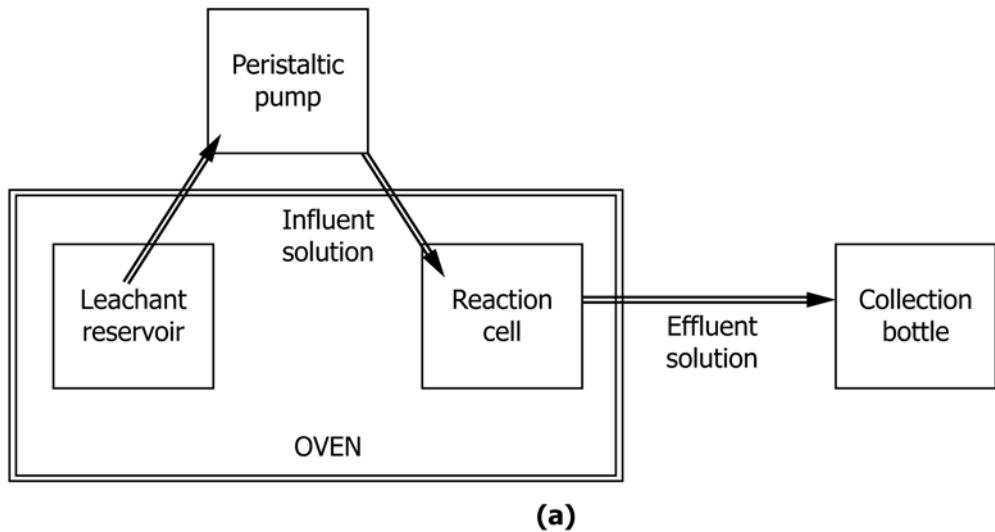 Peristaltic
pump
Influent
solution
Leachant
reservoir
Reaction
cell
Effluent
solution
Collection
bottle
OVEN
(a)